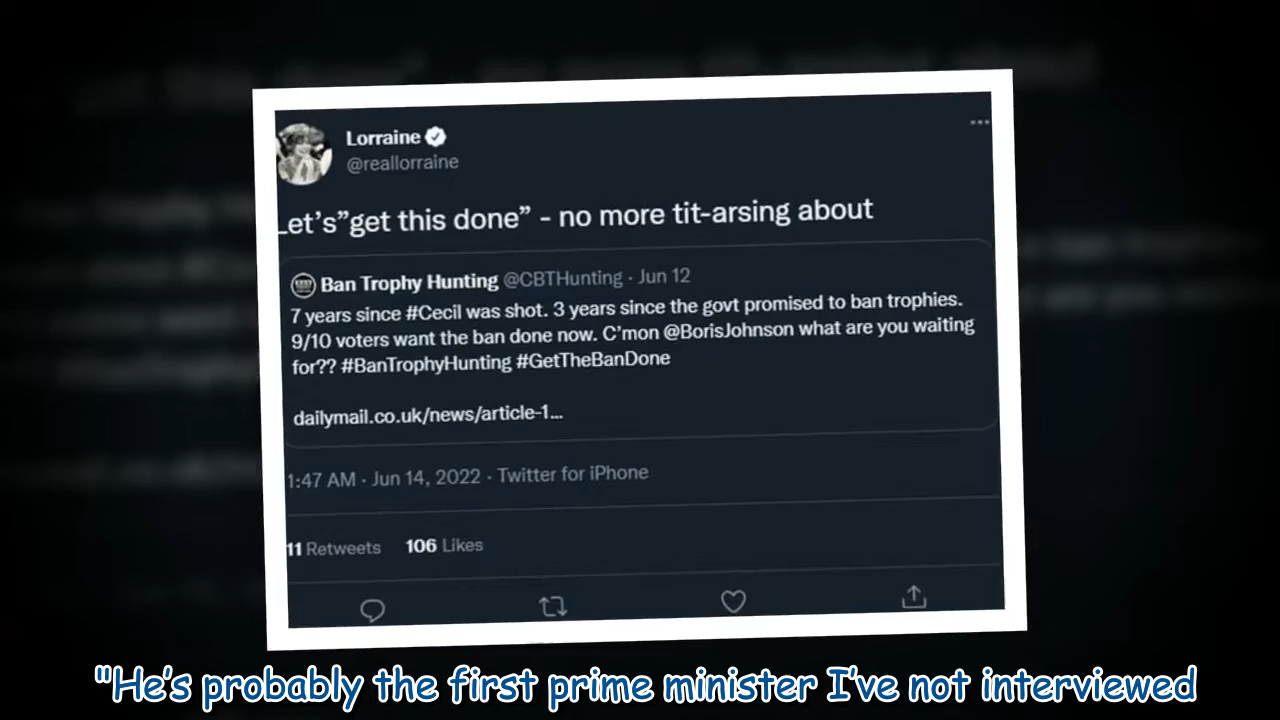 Lorraine
@reallorraine
Let’s”get this done” - no more tit-arsing about
Ban Trophy Hunting @CBTHunting · Jun 12
7 years since #Cecil was shot. 3 years since the govt promised to ban trophies.
9/10 voters want the ban done now. C’mon @BorisJohnson what are you waiting
for?? #BanTrophyHunting #GetTheBanDone
dailymail.co.uk/news/article-1...
1:47 AM · Jun 14, 2022 · Twitter for iPhone
11 Retweets 106 Likes
"He’s probably the first prime minister I’ve not interviewed